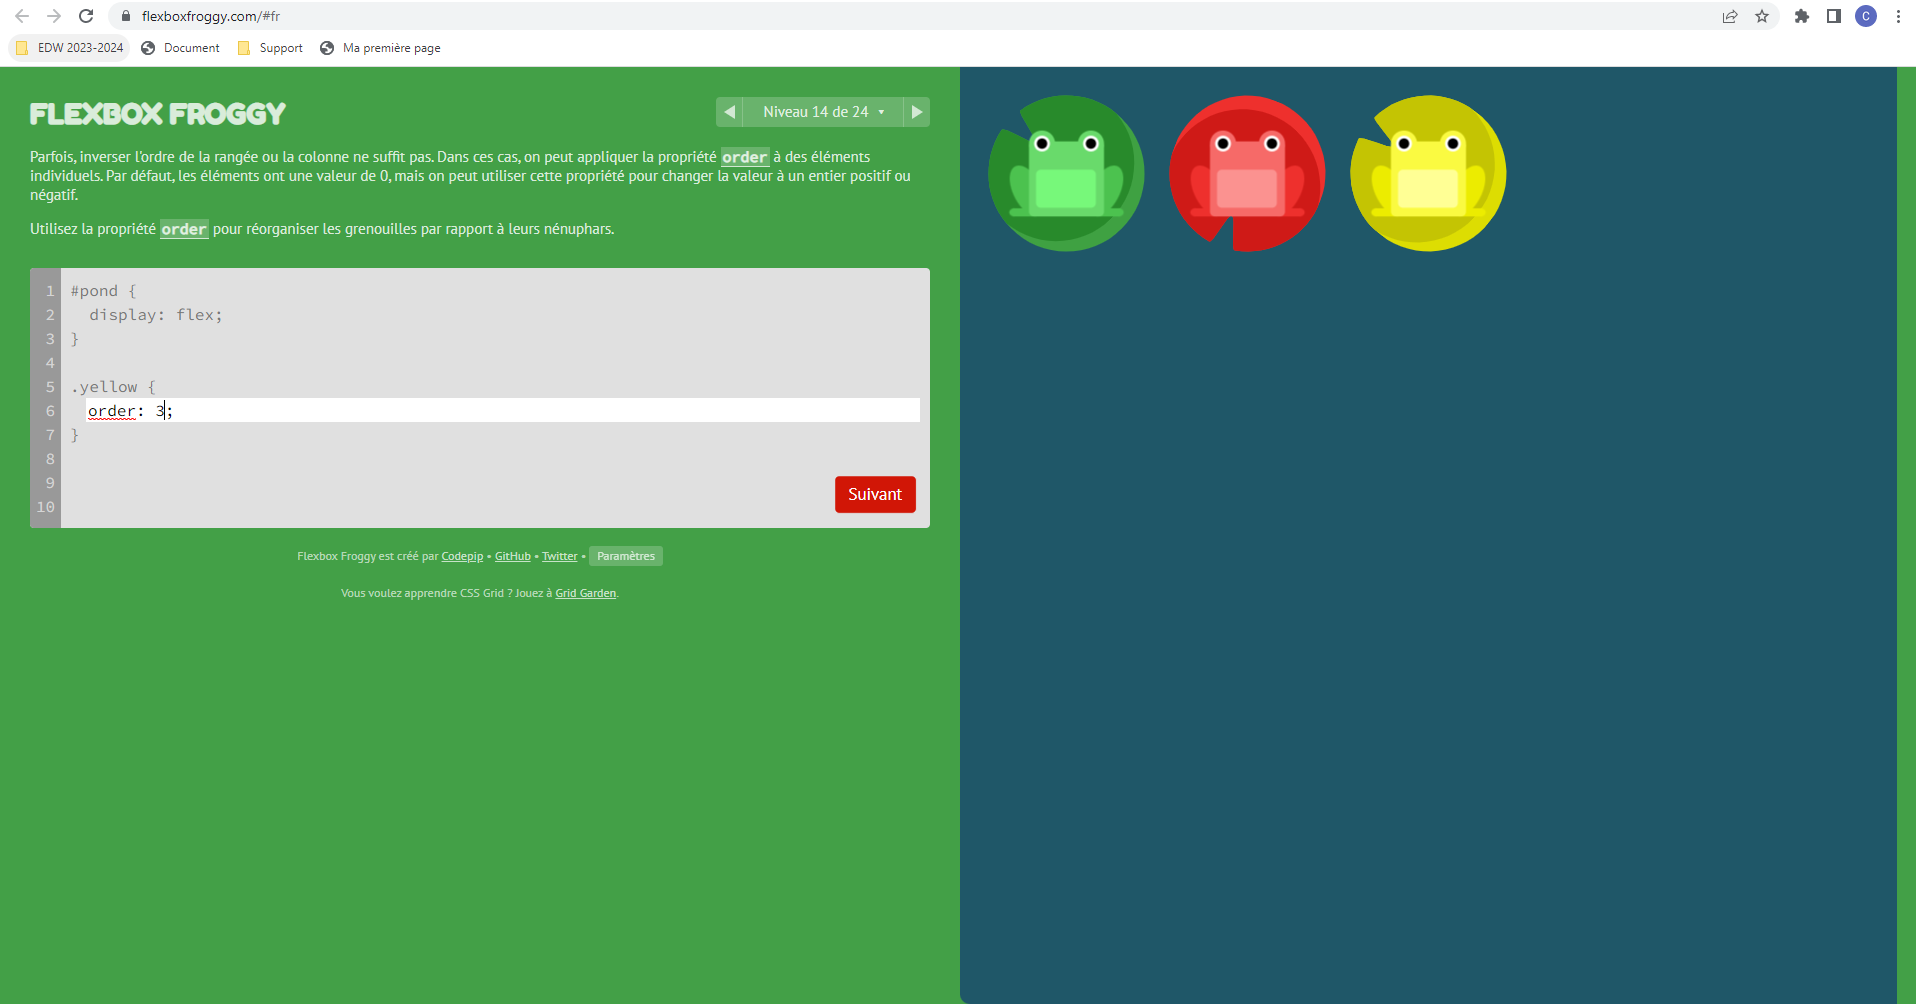 flexboxfroggy.com/#fr
C
EDW 2023-2024 Document Support Ma première page
FLEXBOX FROGGY
Niveau 14 de 24
Parfois, inverser l'ordre de la rangée ou la colonne ne suffit pas. Dans ces cas, on peut appliquer la propriété order à des éléments
individuels. Par défaut, les éléments ont une valeur de 0, mais on peut utiliser cette propriété pour changer la valeur à un entier positif ou
négatif.
Utilisez la propriété order pour réorganiser les grenouilles par rapport à leurs nénuphars.
1 #pond {
2 display: flex;
3 }
4
5 .yellow {
6 order: 3;
7 }
8
9
10
Suivant
Flexbox Froggy est créé par Codepip • GitHub • Twitter • Paramètres
Vous voulez apprendre CSS Grid ? Jouez à Grid Garden.